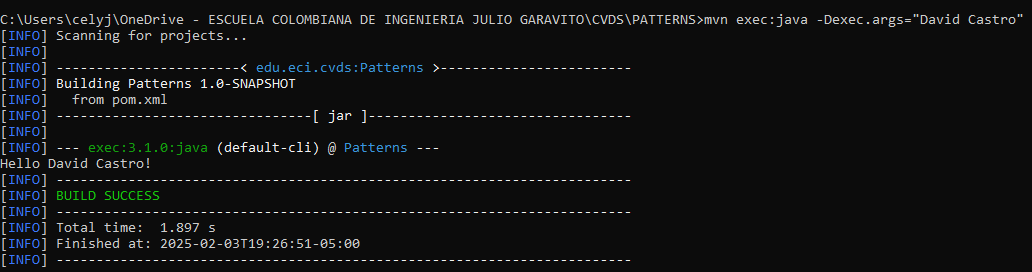 C:\Users\celyj\OneDrive - ESCUELA COLOMBIANA DE INGENIERIA JULIO GARAVITO\CVDS\PATTERNS>mvn exec:java -Dexec.args="David Castro"
[INFO] Scanning for projects...
[INFO]
[INFO] -----------------------< edu.eci.cvds:Patterns >------------------------
[INFO] Building Patterns 1.0-SNAPSHOT
[INFO]   from pom.xml
[INFO] --------------------------------[ jar ]---------------------------------
[INFO]
[INFO] --- exec:3.1.0:java (default-cli) @ Patterns ---
Hello David Castro!
[INFO] ------------------------------------------------------------------------
[INFO] BUILD SUCCESS
[INFO] ------------------------------------------------------------------------
[INFO] Total time:  1.897 s
[INFO] Finished at: 2025-02-03T19:26:51-05:00
[INFO] ------------------------------------------------------------------------